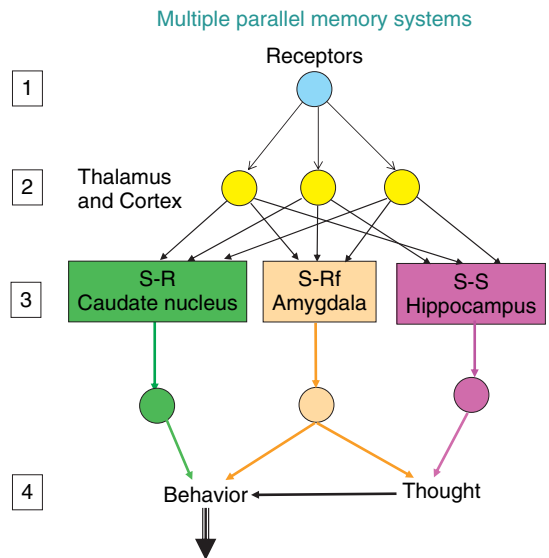 Multiple parallel memory systems
Receptors
1
2
Thalamus
and Cortex
3
S-R
Caudate nucleus
S-Rf
Amygdala
S-S
Hippocampus
4
Behavior
Thought